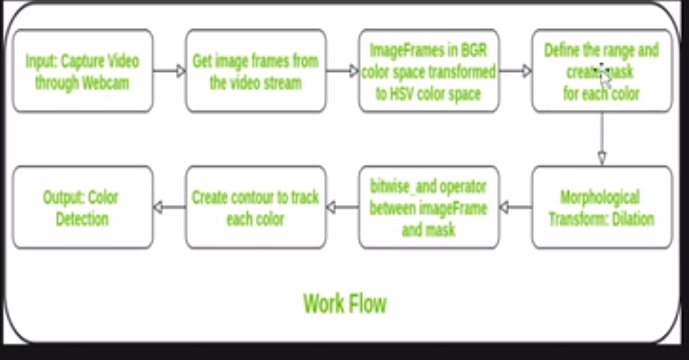 Input: Capture Video
through Webcam
Get image frames from
the video stream
ImageFrames in BGR
color space transformed
to HSV color space
Define the range and
create mask
for each color
Morphological
Transform: Dilation
bitwise_and operator
between imageFrame
and mask
Create contour to track
each color
Output: Color
Detection
Work Flow